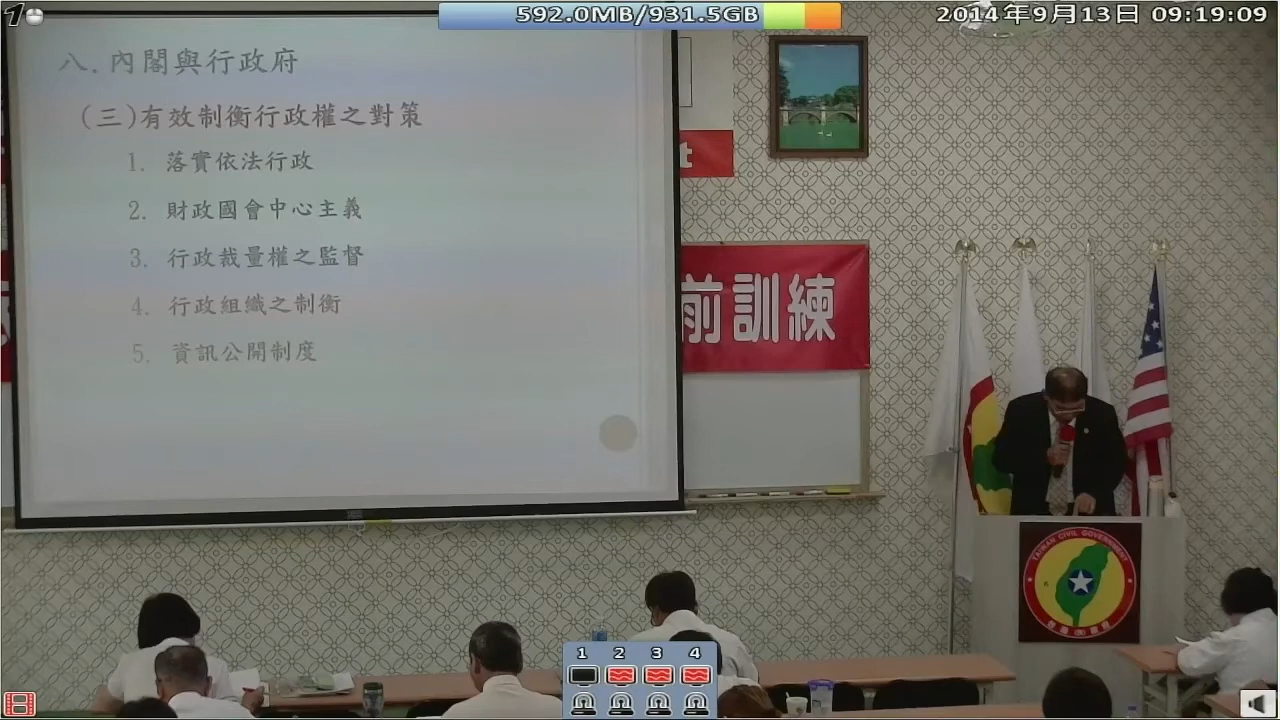 1
592.0MB/931.5GB
2014年9月13日 09:19:09
八.內閣與行政府
(三)有效制衡行政權之對策
1. 落實依法行政
2. 財政國會中心主義
3. 行政裁量權之監督
4. 行政組織之制衡
5. 資訊公開制度
t
前訓練
TAIWAN CIVIL GOVERNMENT
1 2 3 4